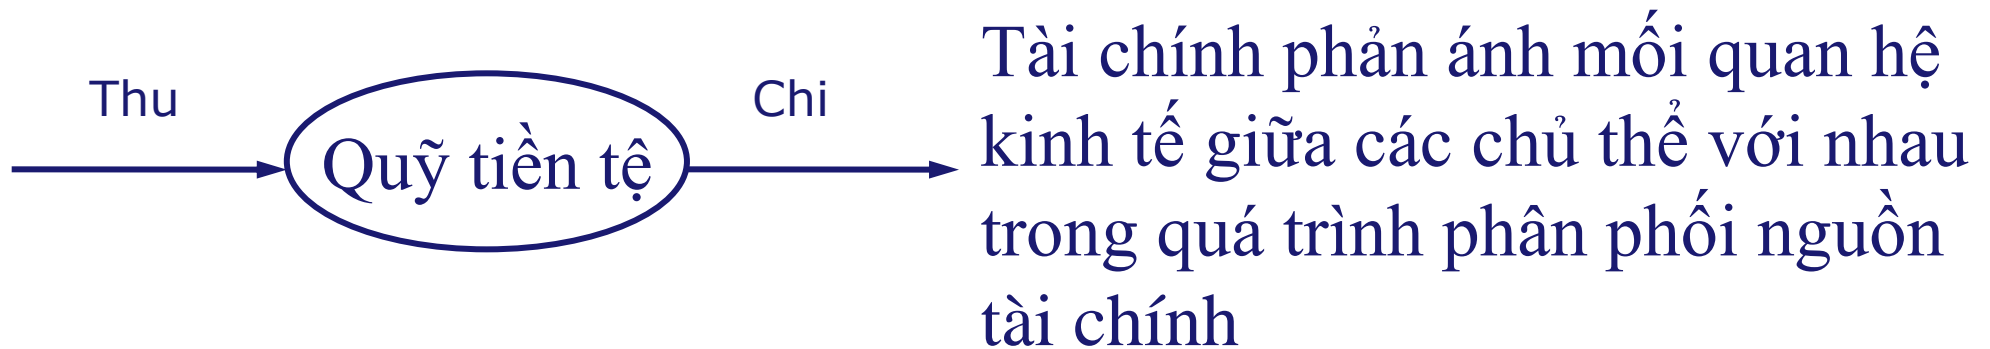 Thu
Quỹ tiền tệ
Chi
Tài chính phản ánh mối quan hệ
kinh tế giữa các chủ thể với nhau
trong quá trình phân phối nguồn
tài chính